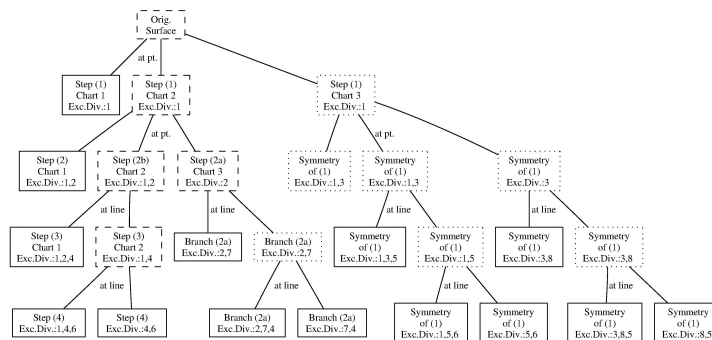 Orig.
Surface
at pt.
Step (1)
Chart 1
Exc.Div.:1
Step (1)
Chart 2
Exc.Div.:1
Step (1)
Chart 3
Exc.Div.:1
at pt.
at pt.
Step (2)
Chart 1
Exc.Div.:1,2
Step (2b)
Chart 2
Exc.Div.:1,2
Step (2a)
Chart 3
Exc.Div.:2
Symmetry
of (1)
Exc.Div.:1,3
Symmetry
of (1)
Exc.Div.:1,3
Symmetry
of (1)
Exc.Div.:3
at line
at line
at line
at line
Step (3)
Chart 1
Exc.Div.:1,2,4
Step (3)
Chart 2
Exc.Div.:1,4
Branch (2a)
Exc.Div.:2,7
Branch (2a)
Exc.Div.:2,7
Symmetry
of (1)
Exc.Div.:1,3,5
Symmetry
of (1)
Exc.Div.:1,5
Symmetry
of (1)
Exc.Div.:3,8
Symmetry
of (1)
Exc.Div.:3,8
at line
at line
at line
at line
Step (4)
Exc.Div.:1,4,6
Step (4)
Exc.Div.:4,6
Branch (2a)
Exc.Div.:2,7,4
Branch (2a)
Exc.Div.:7,4
Symmetry
of (1)
Exc.Div.:1,5,6
Symmetry
of (1)
Exc.Div.:5,6
Symmetry
of (1)
Exc.Div.:3,8,5
Symmetry
of (1)
Exc.Div.:8,5